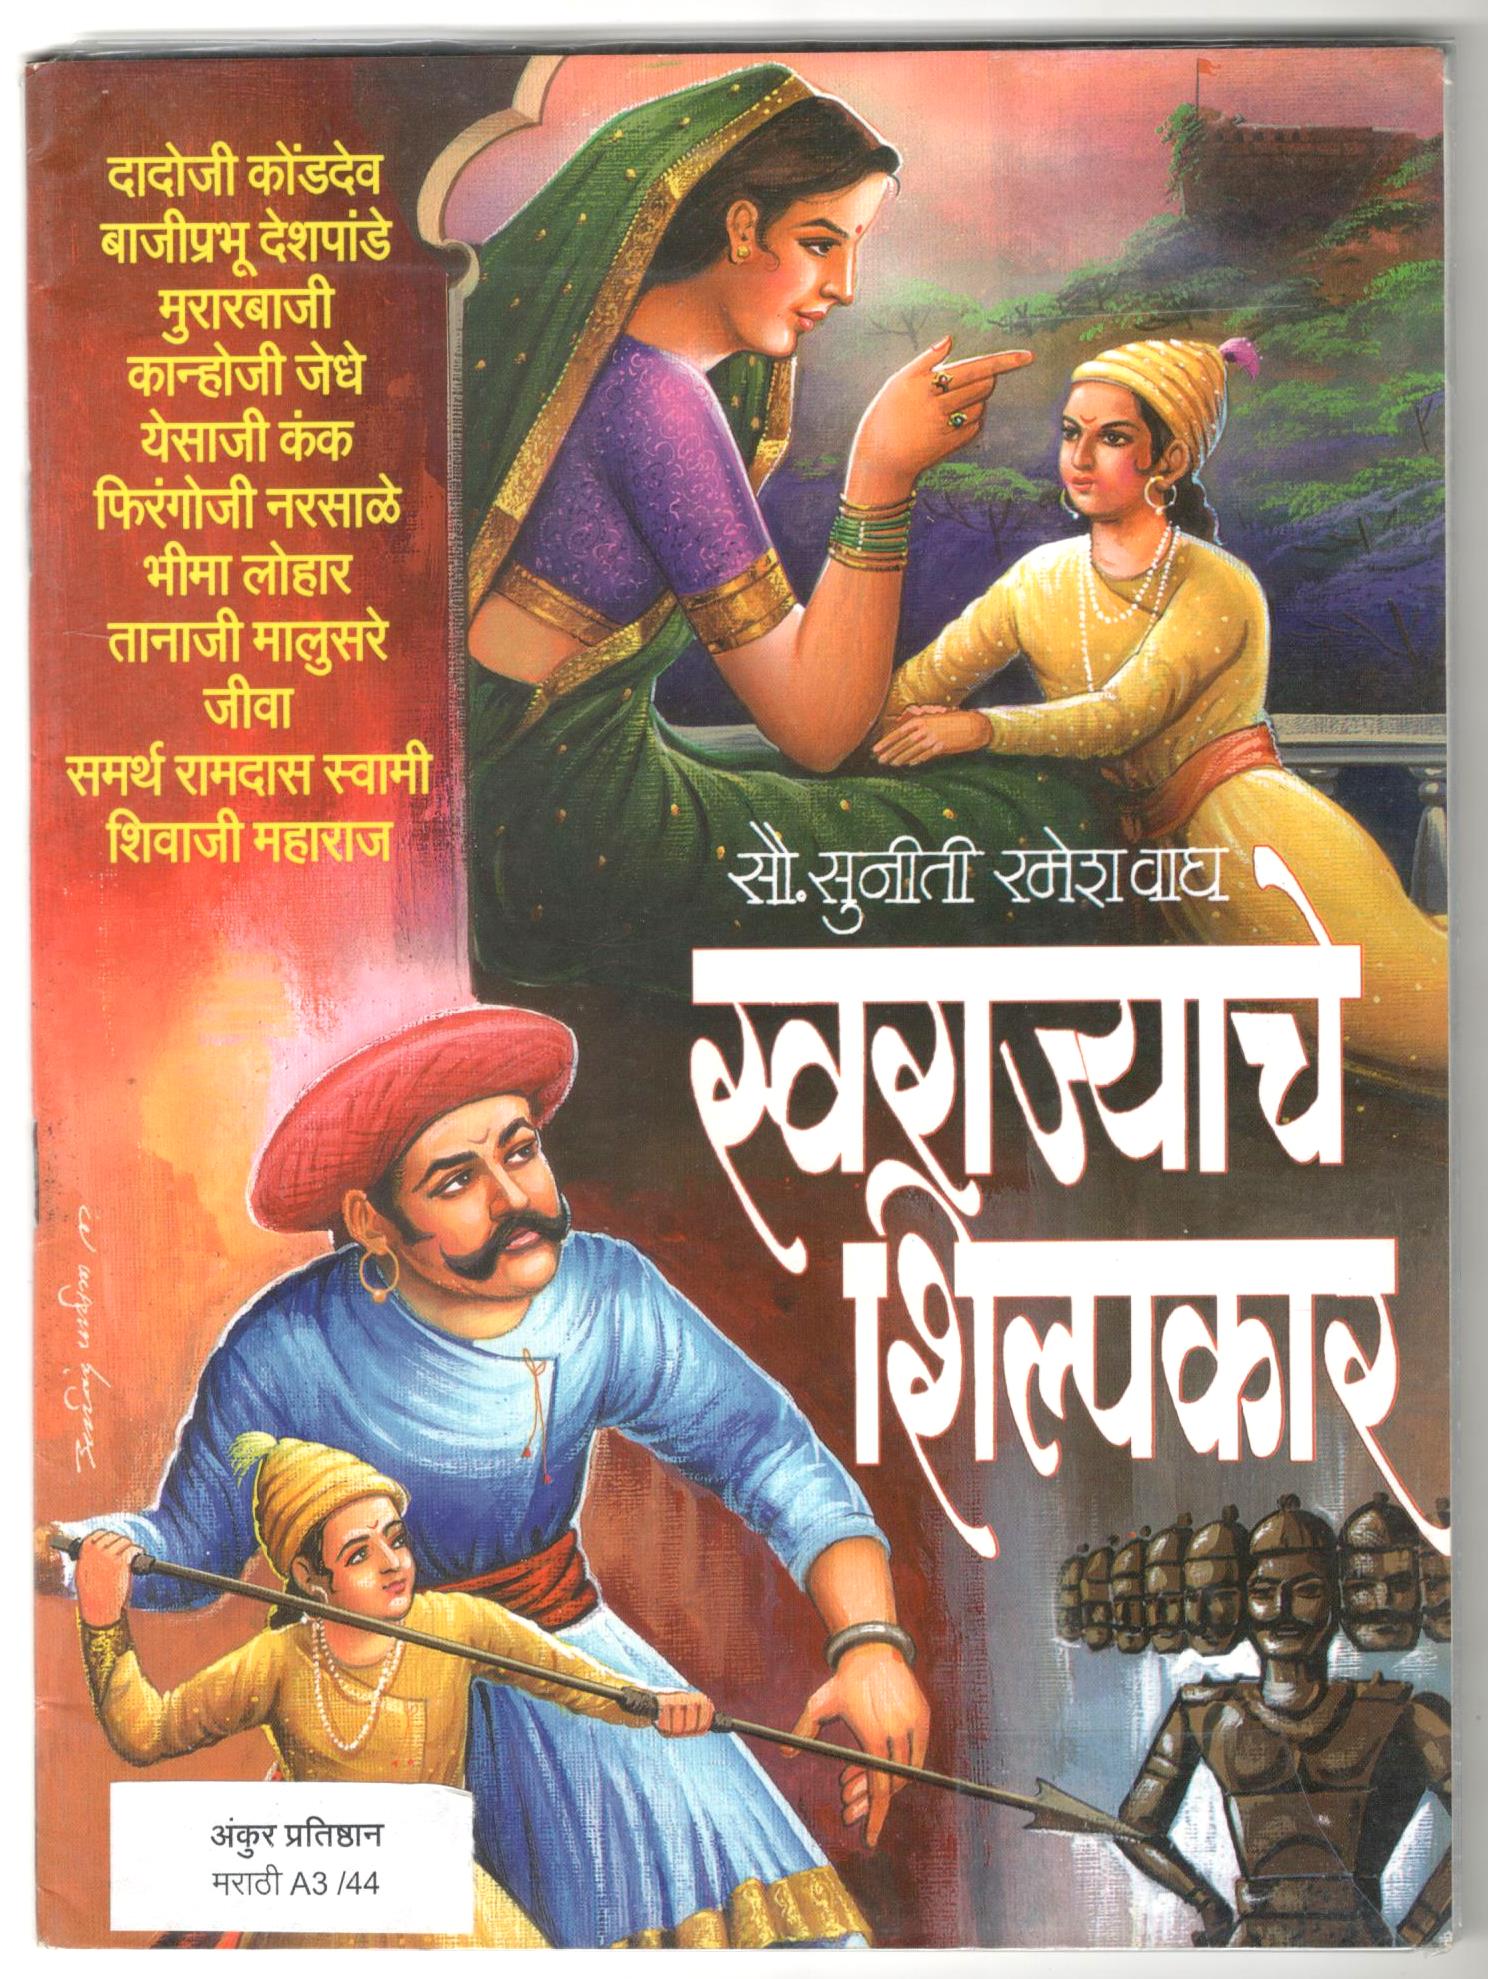 दादोजी कोंडदेव
बाजीप्रभू देशपांडे
मुरारबाजी
कान्होजी जेधे
येसाजी कंक
फिरंगोजी नरसाळे
भीमा लोहार
तानाजी मालुसरे
जीवा
समर्थ रामदास स्वामी
शिवाजी महाराज
सौ. सुनीती रमेश वाघ
स्वराज्याचे
शिल्पकार
अंकुर प्रतिष्ठान
मराठी A3 /44